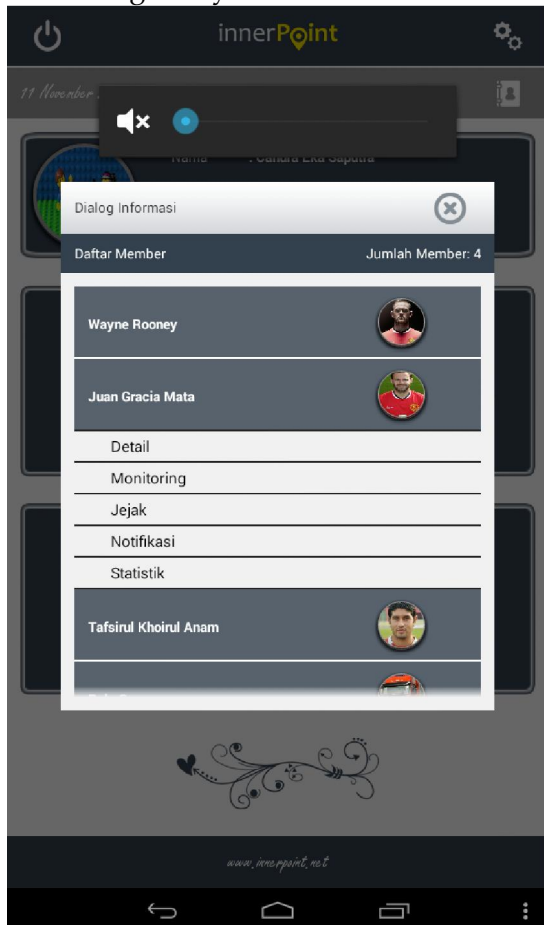 innerPoint
11 November
Nama : Candra Eka Saputra
Dialog Informasi
Daftar Member Jumlah Member: 4
Wayne Rooney
Juan Gracia Mata
Detail
Monitoring
Jejak
Notifikasi
Statistik
Tafsirul Khoirul Anam
www.innerpoint.net